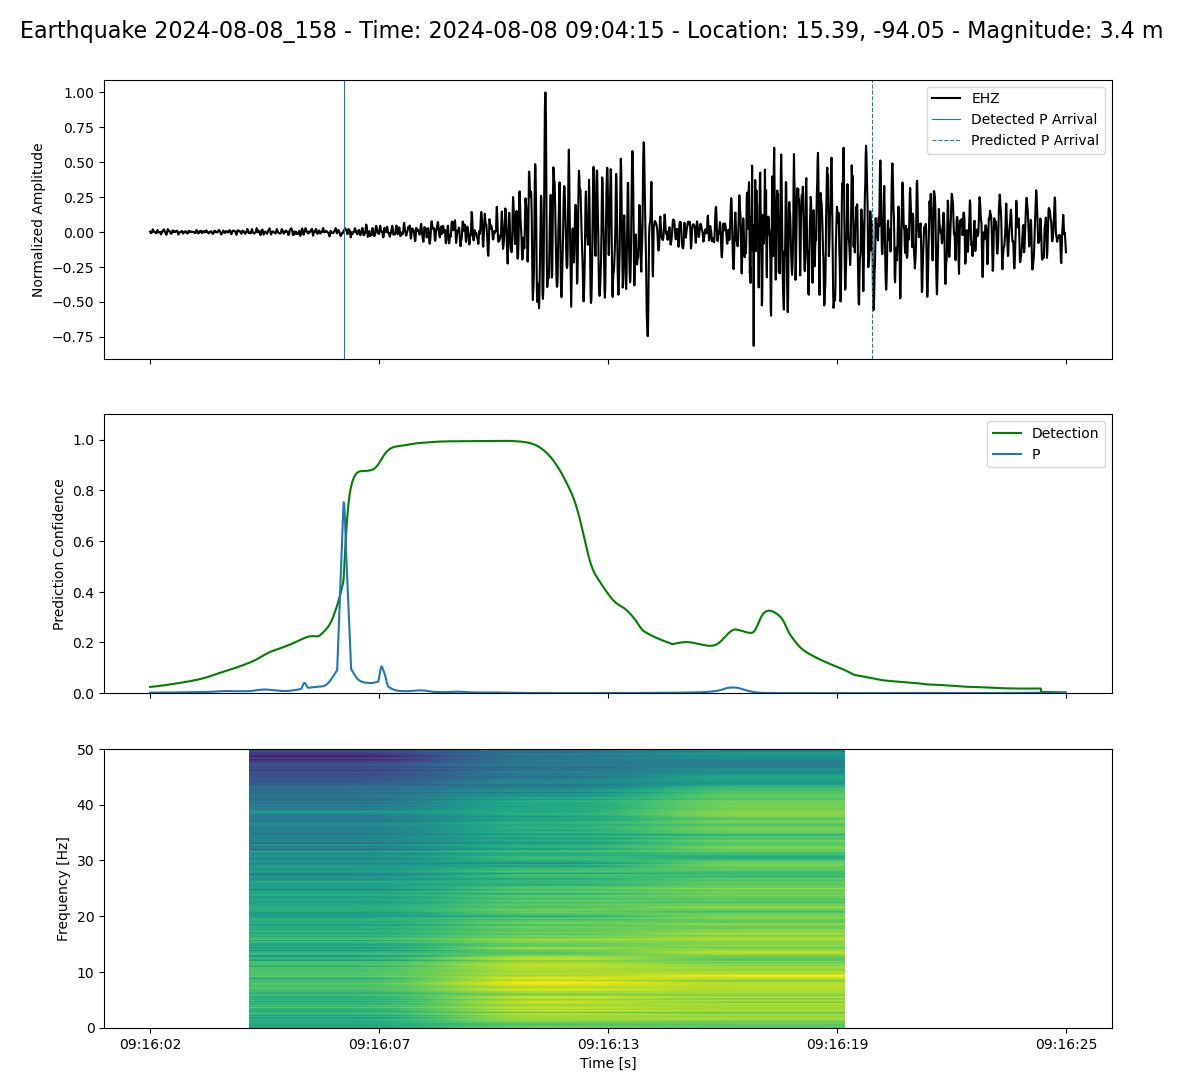 Earthquake 2024-08-08_158 - Time: 2024-08-08 09:04:15 - Location: 15.39, -94.05 - Magnitude: 3.4 m
1.00
0.75
0.50
0.25
0.00
−0.25
−0.50
−0.75
Normalized Amplitude
EHZ
Detected P Arrival
Predicted P Arrival
1.0
0.8
0.6
0.4
0.2
0.0
Prediction Confidence
Detection
P
50
40
30
20
10
0
Frequency [Hz]
09:16:02
09:16:07
09:16:13
09:16:19
09:16:25
Time [s]